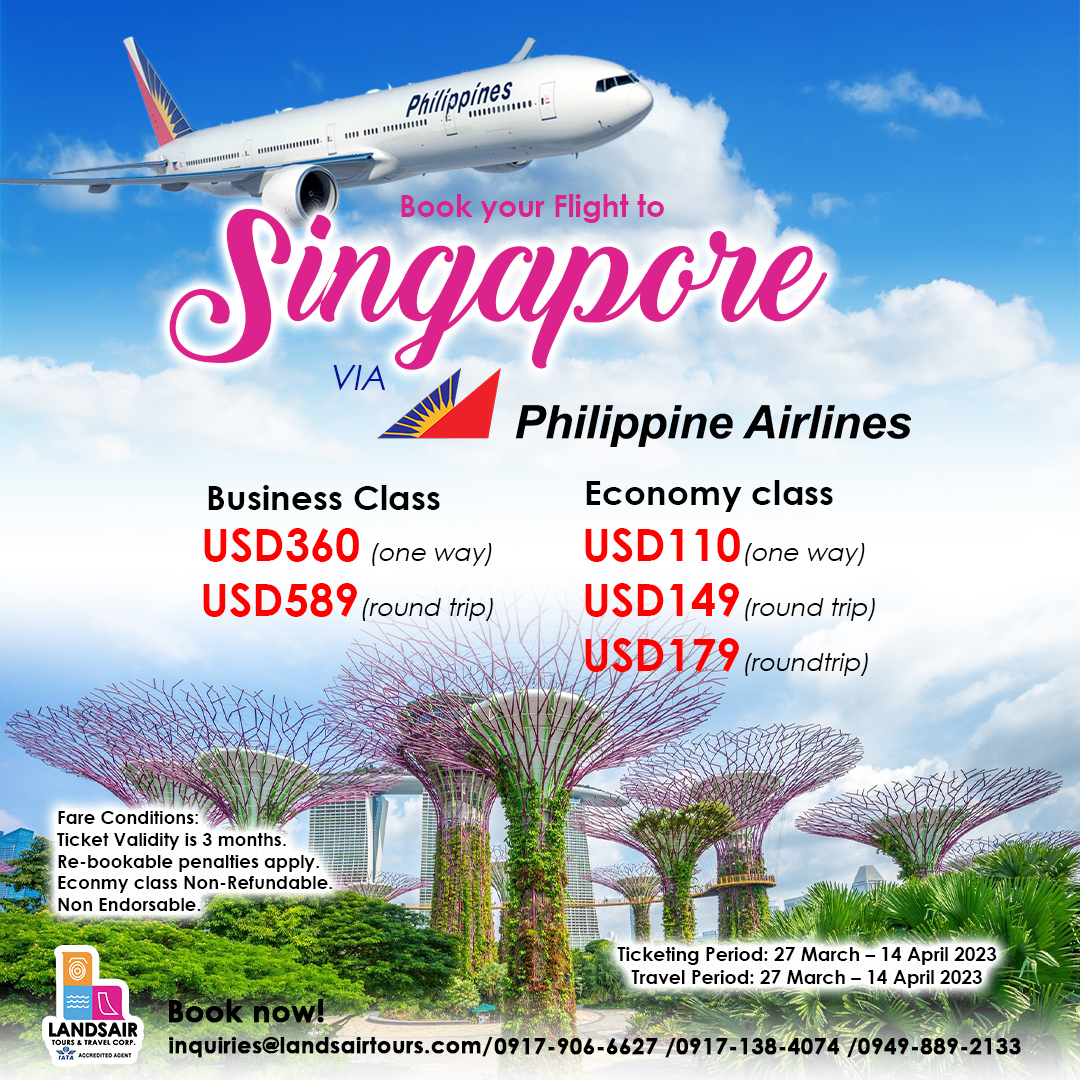 Philippines
Book your Flight to
Singapore
VIA
Philippine Airlines
Business Class
USD360 (one way)
USD589 (round trip)
Economy class
USD110 (one way)
USD149 (round trip)
USD179 (roundtrip)
Fare Conditions:
Ticket Validity is 3 months.
Re-bookable penalties apply.
Econmy class Non-Refundable.
Non Endorsable.
Ticketing Period: 27 March – 14 April 2023
Travel Period: 27 March – 14 April 2023
LANDSAIR
TOURS & TRAVEL CORP.
IATA ACCREDITED AGENT
Book now!
inquiries@landsairtours.com/0917-906-6627 /0917-138-4074 /0949-889-2133